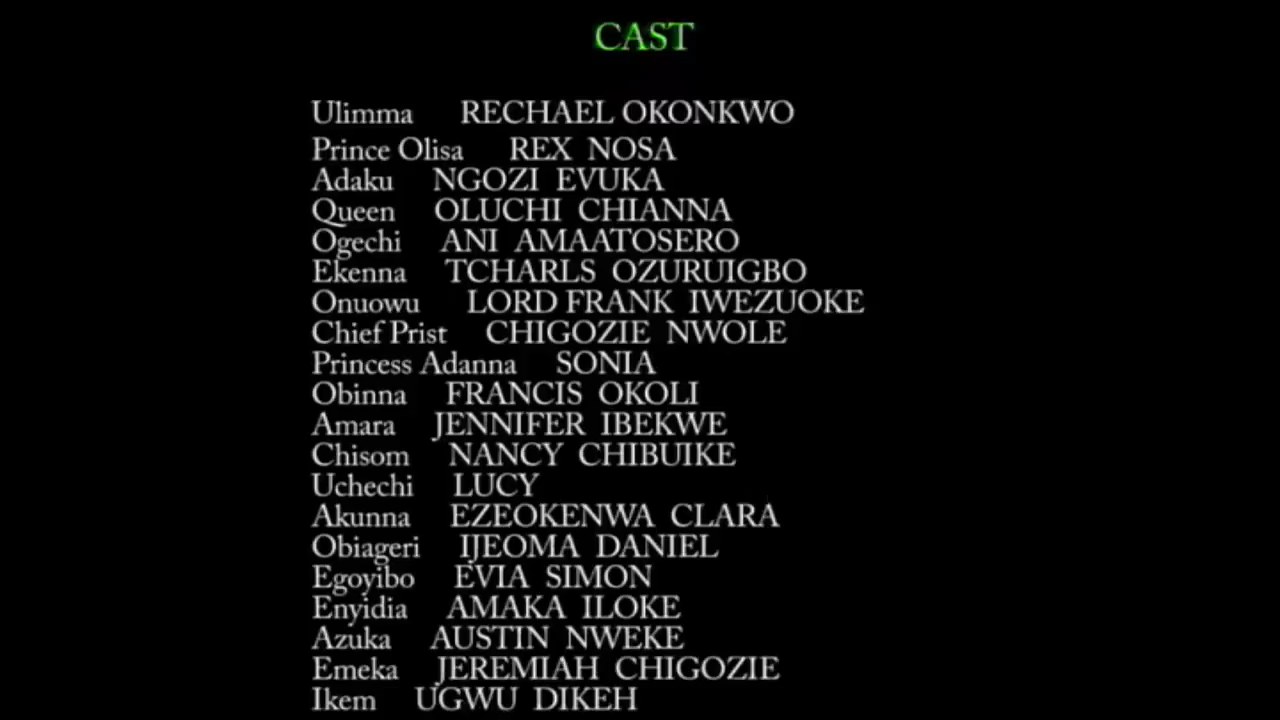 CAST
Ulimma RECHAEL OKONKWO
Prince Olisa REX NOSA
Adaku NGOZI EVUKA
Queen OLUCHI CHIANNA
Ogechi ANI AMAATOSERO
Ekenna TCHARLS OZURUIGBO
Onuowu LORD FRANK IWEZUOKE
Chief Prist CHIGOZIE NWOLE
Princess Adanna SONIA
Obinna FRANCIS OKOLI
Amara JENNIFER IBEKWE
Chisom NANCY CHIBUIKE
Uchechi LUCY
Akunna EZEOKENWA CLARA
Obiageri IJEOMA DANIEL
Egoyibo EVIA SIMON
Enyidia AMAKA ILOKE
Azuka AUSTIN NWEKE
Emeka JEREMIAH CHIGOZIE
Ikem UGWU DIKEH